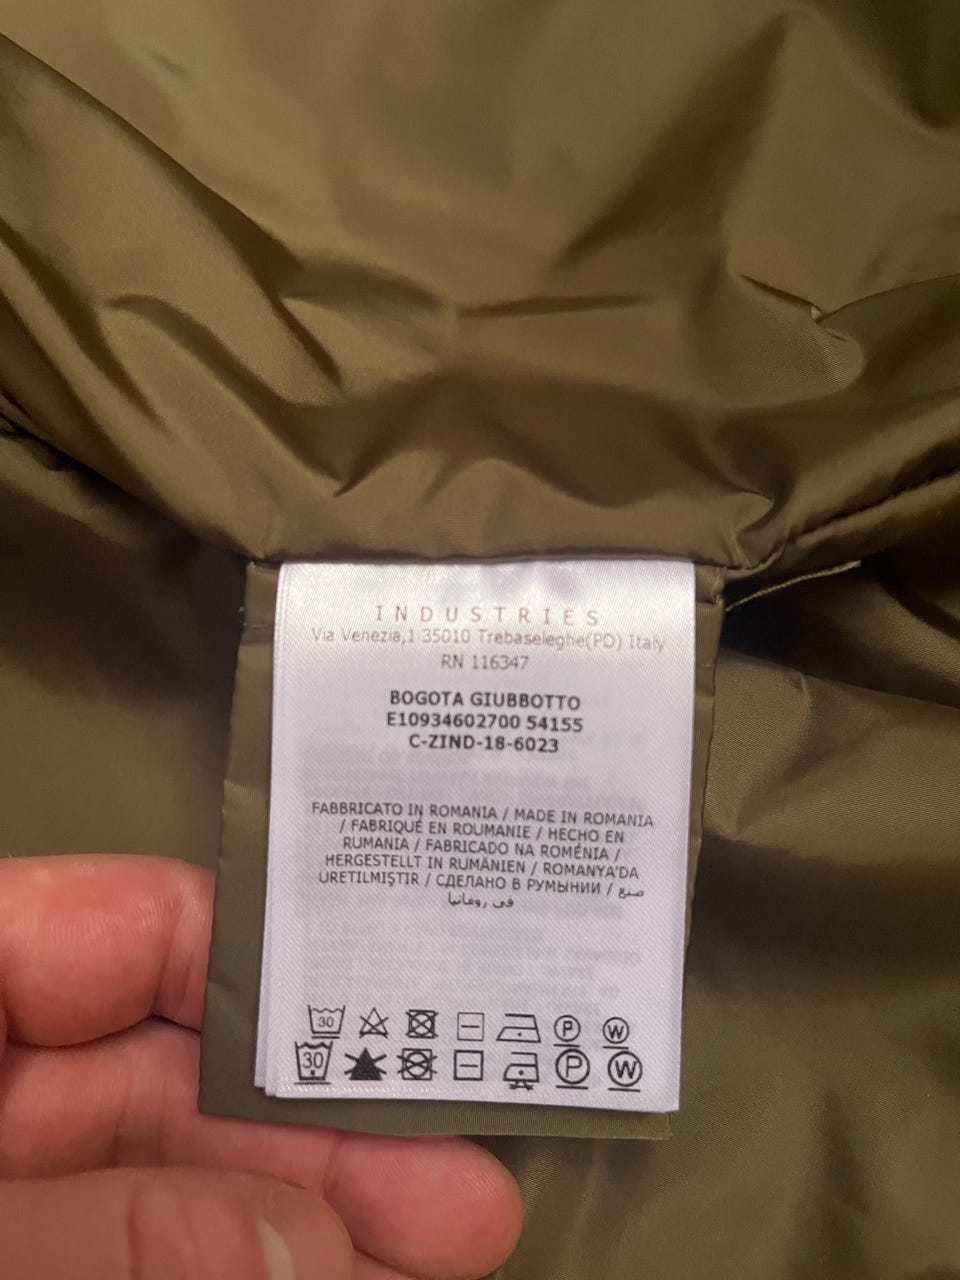 INDUSTRIES
Via Venezia,1 35010 Trebaseleghe(PD) Italy
RN 116347
BOGOTA GIUBBOTTO
E10934602700 54155
C-ZIND-18-6023
FABBRICATO IN ROMANIA / MADE IN ROMANIA
/ FABRIQUÉ EN ROUMANIE / HECHO EN
RUMANIA / FABRICADO NA ROMÉNIA /
HERGESTELLT IN RUMÄNIEN / ROMANYA'DA
ÜRETILMIŞTIR / СДЕЛАНО В РУМЫНИИ / صنع
في رومانيا
30 P W
30 P W